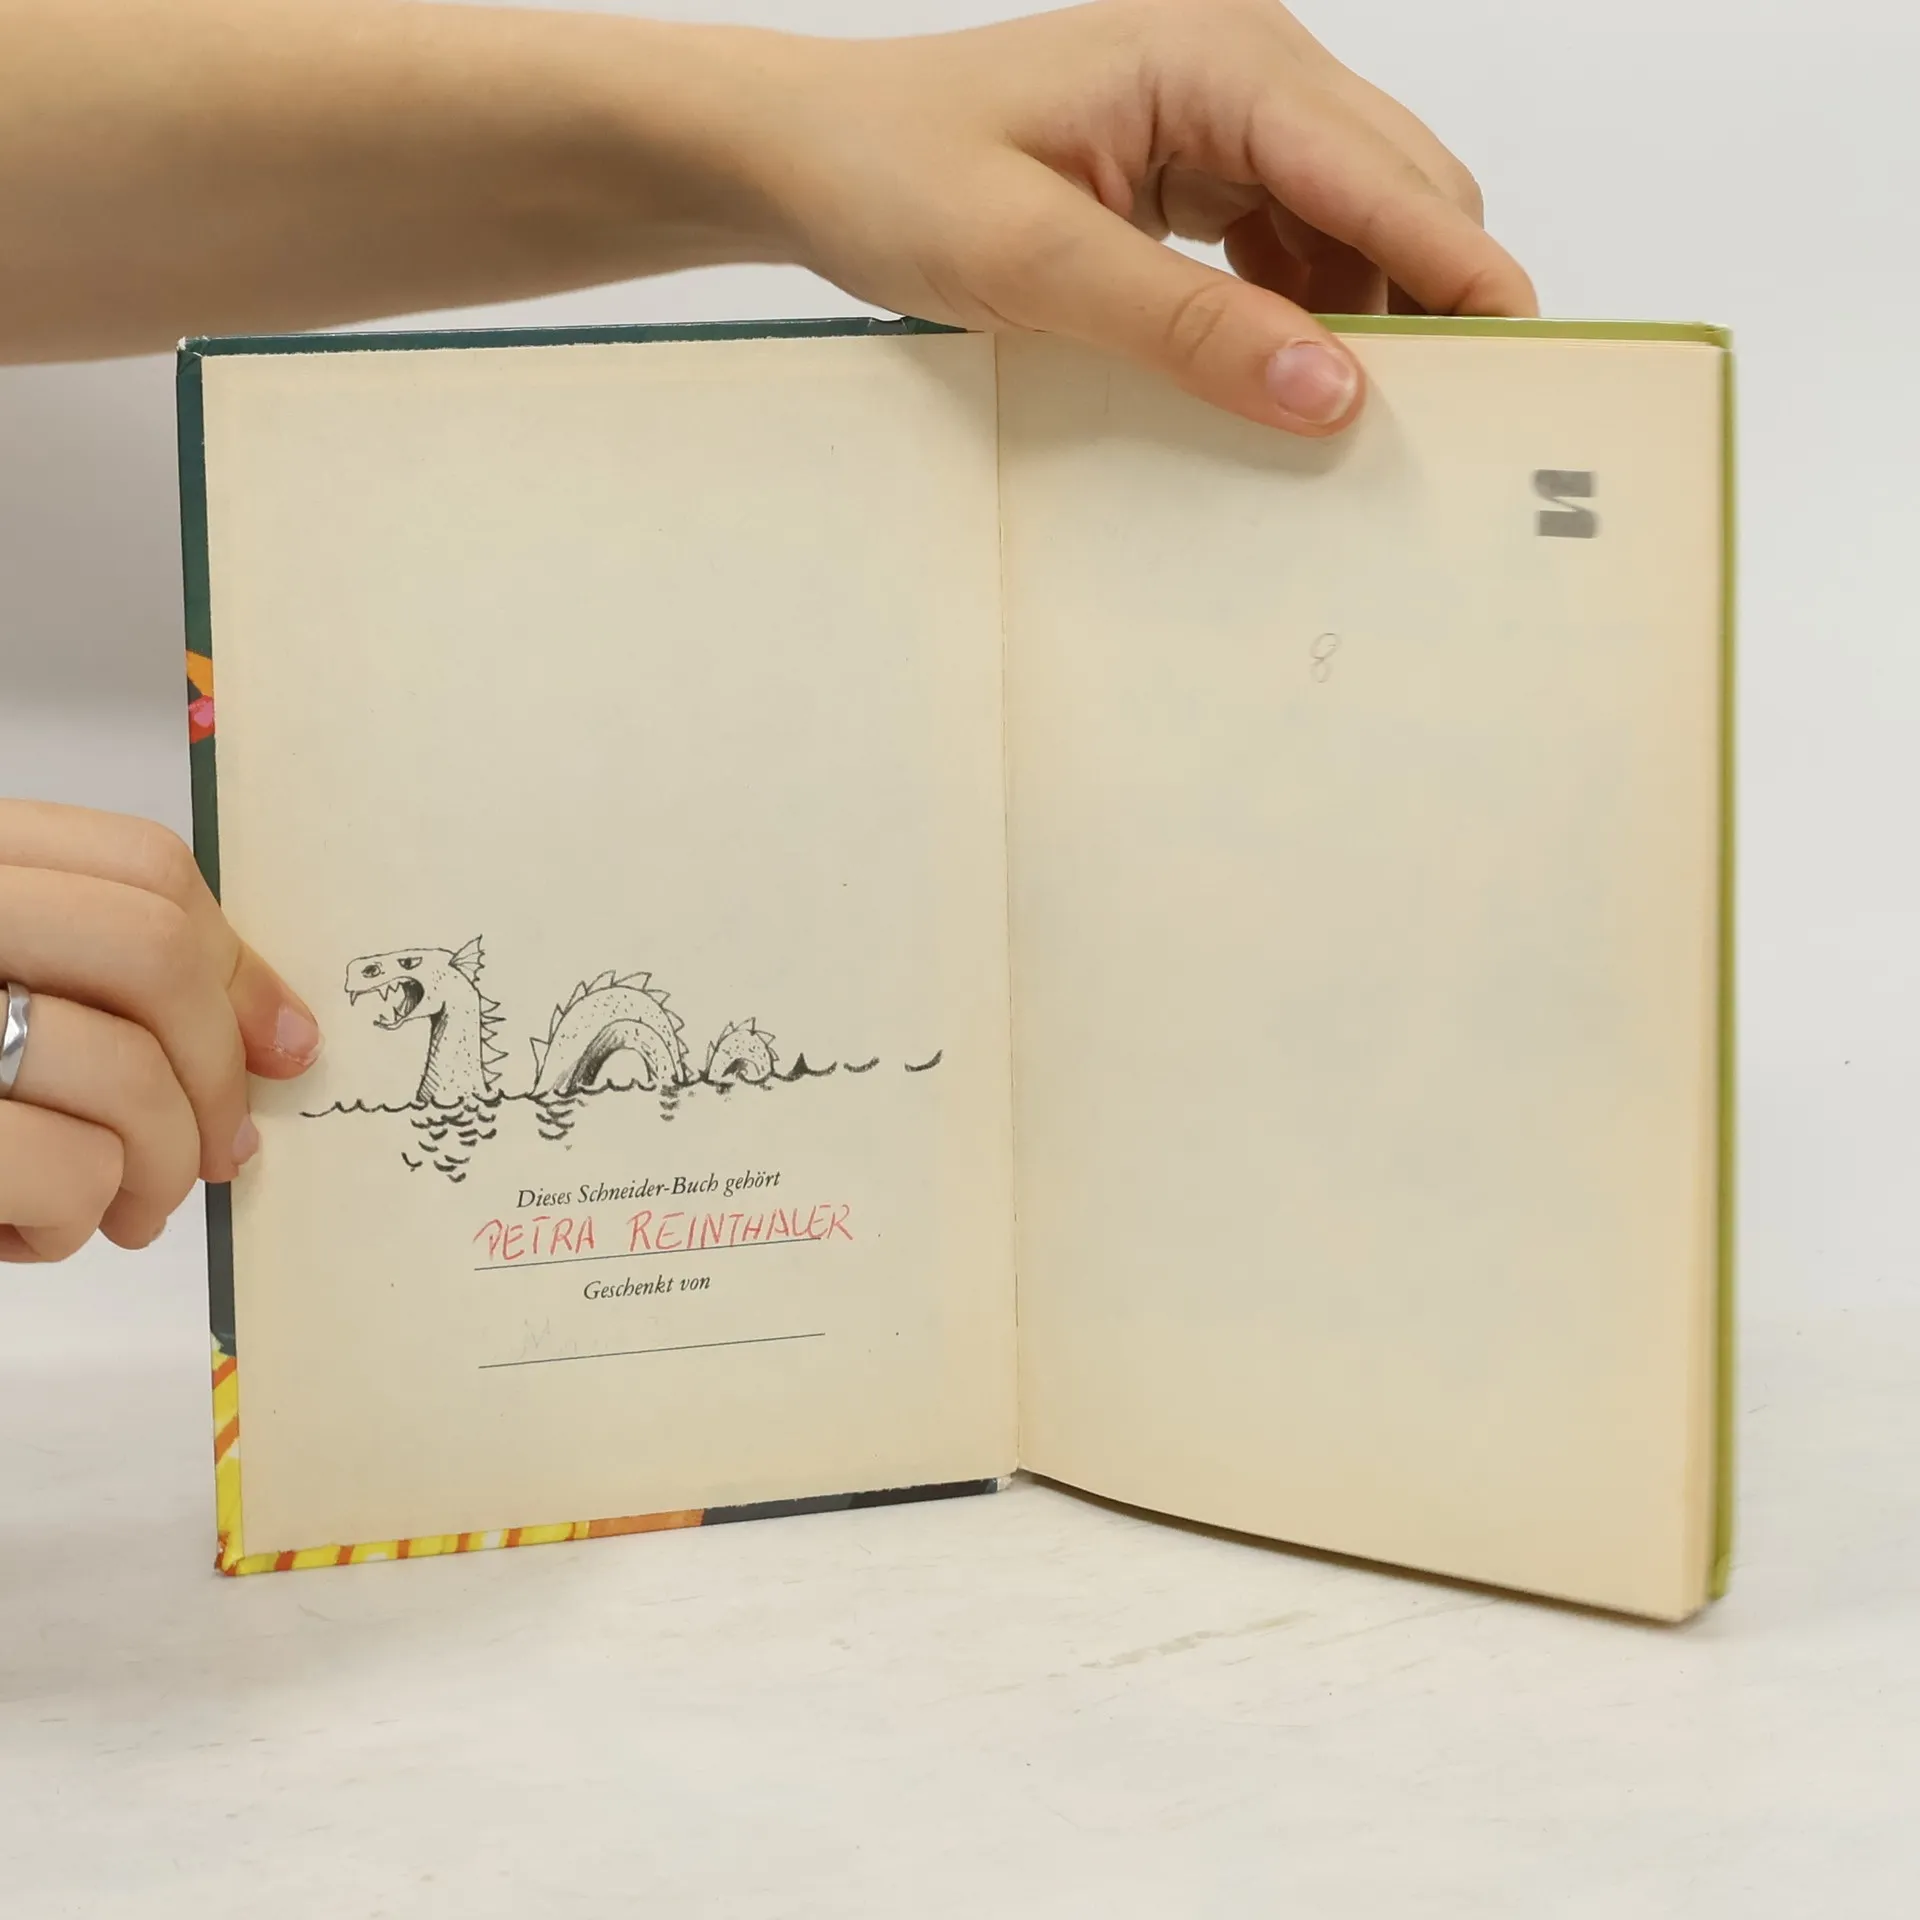 Dieses Schneider-Buch gehört
PETRA REINTHALER
Geschenkt von
8